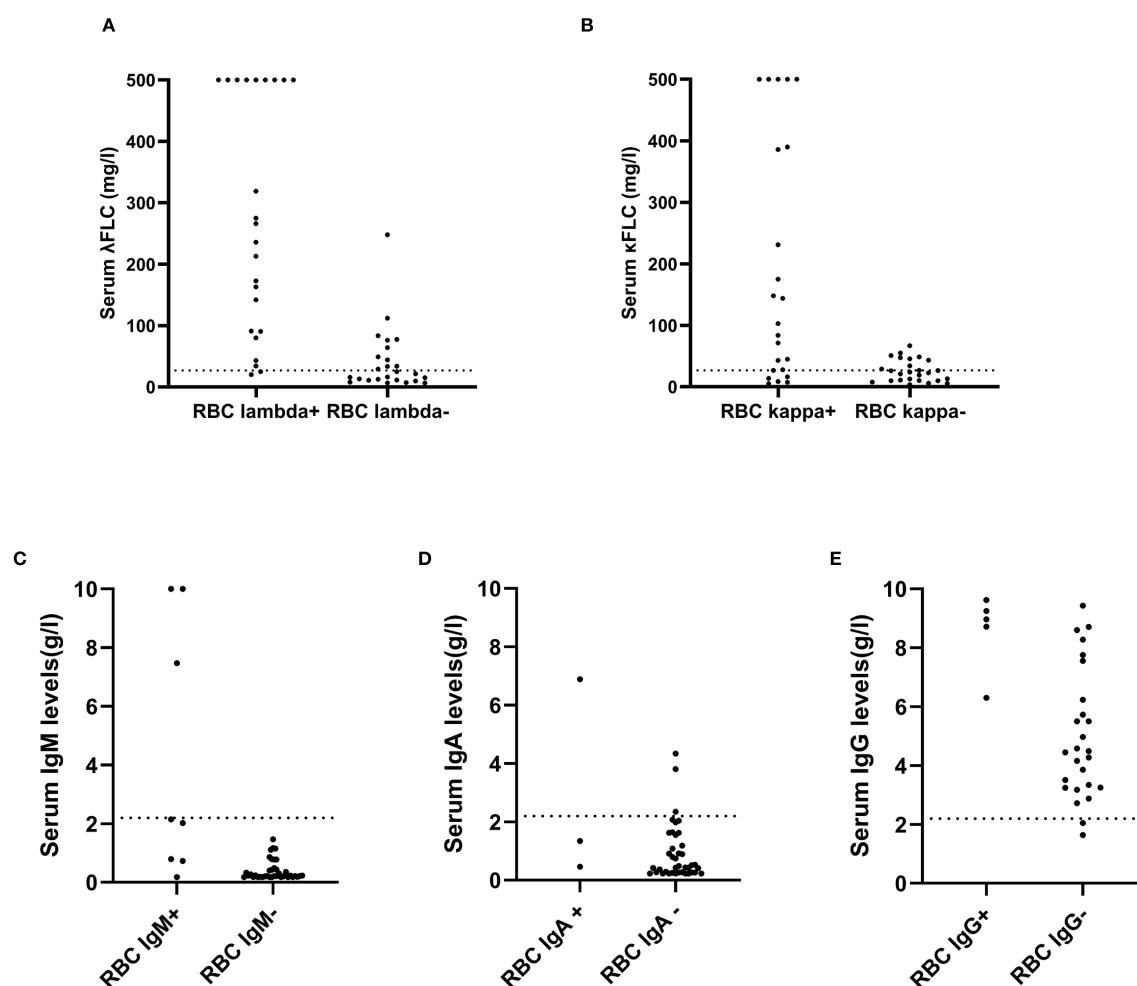 A
Serum λFLC (mg/l)
500
400
300
200
100
0
RBC lambda+ RBC lambda-
B
Serum κFLC (mg/l)
500
400
300
200
100
0
RBC kappa+ RBC kappa-
C
Serum IgM levels(g/l)
10
8
6
4
2
0
RBC IgM+
RBC IgM-
D
Serum IgA levels(g/l)
10
8
6
4
2
0
RBC IgA +
RBC IgA -
E
Serum IgG levels(g/l)
10
8
6
4
2
0
RBC IgG+
RBC IgG-